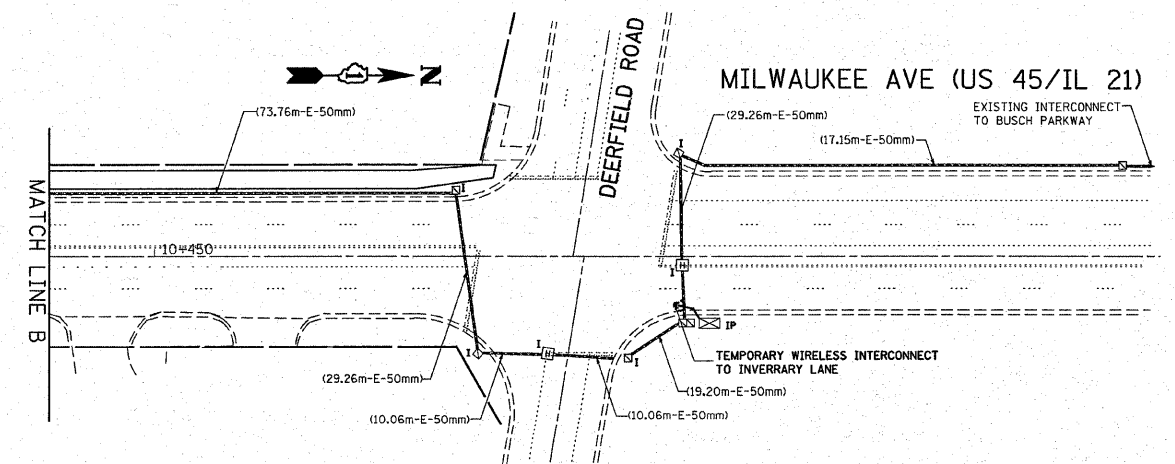 MILWAUKEE AVE (US 45/IL 21)
DEERFIELD ROAD
N
EXISTING INTERCONNECT
TO BUSCH PARKWAY
(73.76m-E-50mm)
(29.26m-E-50mm)
(17.15m-E-50mm)
I
I
MATCH LINE B
10+450
I
H
IP
I
I
H
I
TEMPORARY WIRELESS INTERCONNECT
TO INVERRARY LANE
(29.26m-E-50mm)
(19.20m-E-50mm)
(10.06m-E-50mm)
(10.06m-E-50mm)